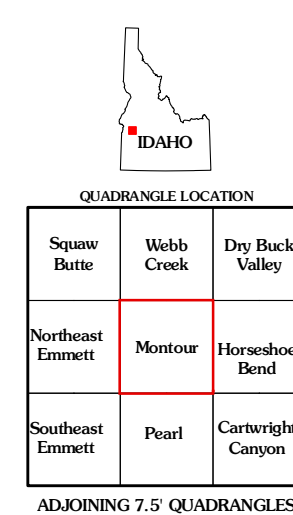 IDAHO
QUADRANGLE LOCATION
Squaw Butte
Webb Creek
Dry Buck Valley
Northeast Emmett
Montour
Horseshoe Bend
Southeast Emmett
Pearl
Cartwright Canyon
ADJOINING 7.5' QUADRANGLES